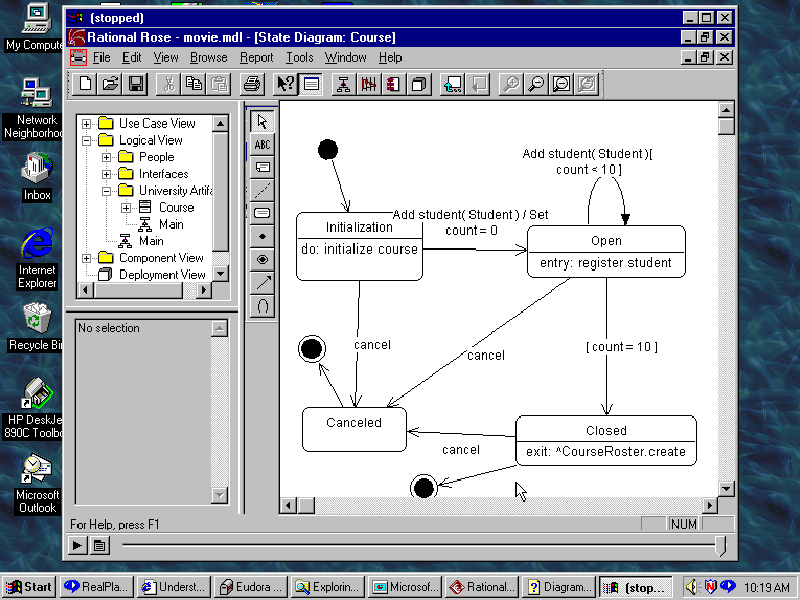 (stopped)
Rational Rose - movie.mdl - [State Diagram: Course]
File Edit View Browse Report Tools Window Help
ABC
My Compute
Network
Neighborhoo
Inbox
Internet
Explorer
Recycle Bin
HP DeskJe
890C Toolbo
Microsoft
Outlook
Use Case View
Logical View
People
Interfaces
University Artifa
Course
Main
Main
Component View
Deployment View
No selection
Add student( Student )[
count < 10 ]
Initialization
do: initialize course
Add student( Student ) / Set
count = 0
Open
entry: register student
cancel
cancel
[ count = 10 ]
Canceled
Closed
exit: ^CourseRoster.create
cancel
For Help, press F1
NUM
Start
RealPla...
Underst...
Eudora ...
Explorin...
Microsof...
Rational...
Diagram...
(stop...
10:19 AM